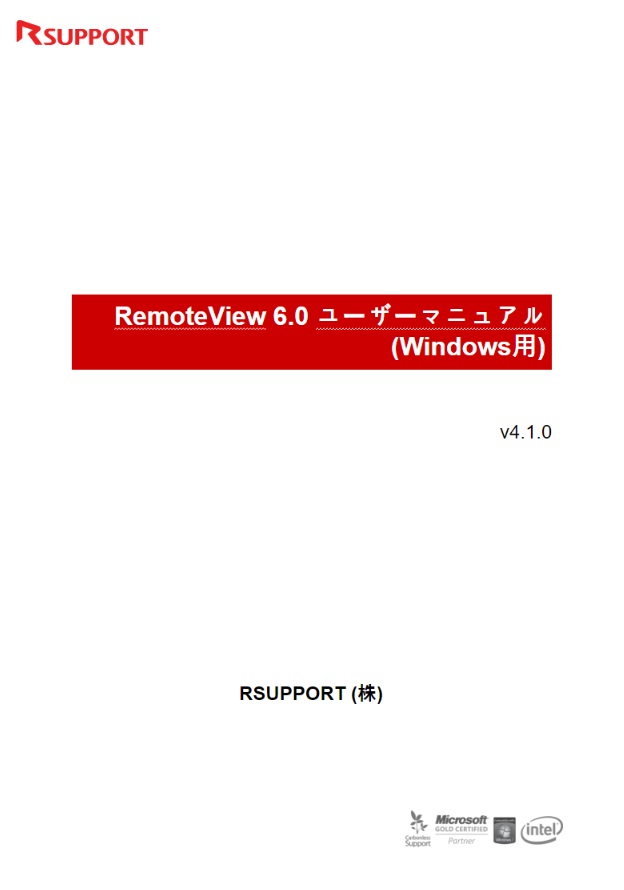 RSUPPORT
RemoteView 6.0 ユーザーマニュアル
(Windows用)
v4.1.0
RSUPPORT (株)
Carbonless
Support
Microsoft
GOLD CERTIFIED
Partner
intel